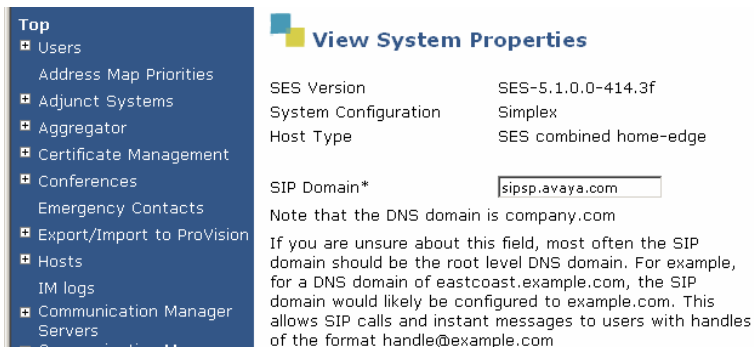 Top
Users
Address Map Priorities
Adjunct Systems
Aggregator
Certificate Management
Conferences
Emergency Contacts
Export/Import to ProVision
Hosts
IM logs
Communication Manager
Servers
View System Properties
SES Version SES-5.1.0.0-414.3f
System Configuration Simplex
Host Type SES combined home-edge
SIP Domain* sipsp.avaya.com
Note that the DNS domain is company.com
If you are unsure about this field, most often the SIP
domain should be the root level DNS domain. For example,
for a DNS domain of eastcoast.example.com, the SIP
domain would likely be configured to example.com. This
allows SIP calls and instant messages to users with handles
of the format handle@example.com